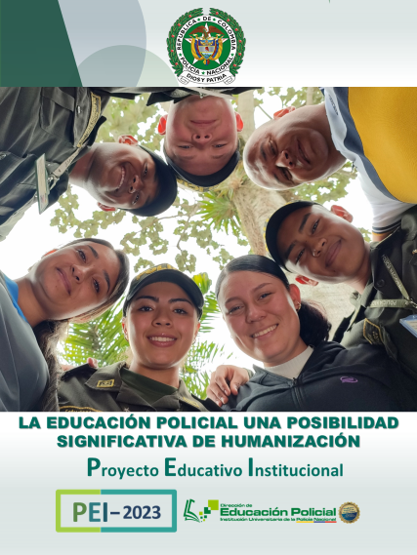 REPÚBLICA DE COLOMBIA
POLICÍA NACIONAL
DIOS Y PATRIA
LA EDUCACIÓN POLICIAL UNA POSIBILIDAD
SIGNIFICATIVA DE HUMANIZACIÓN
Proyecto Educativo Institucional
PEI–2023
Dirección de
Educación Policial
Institución Universitaria de la Policía Nacional